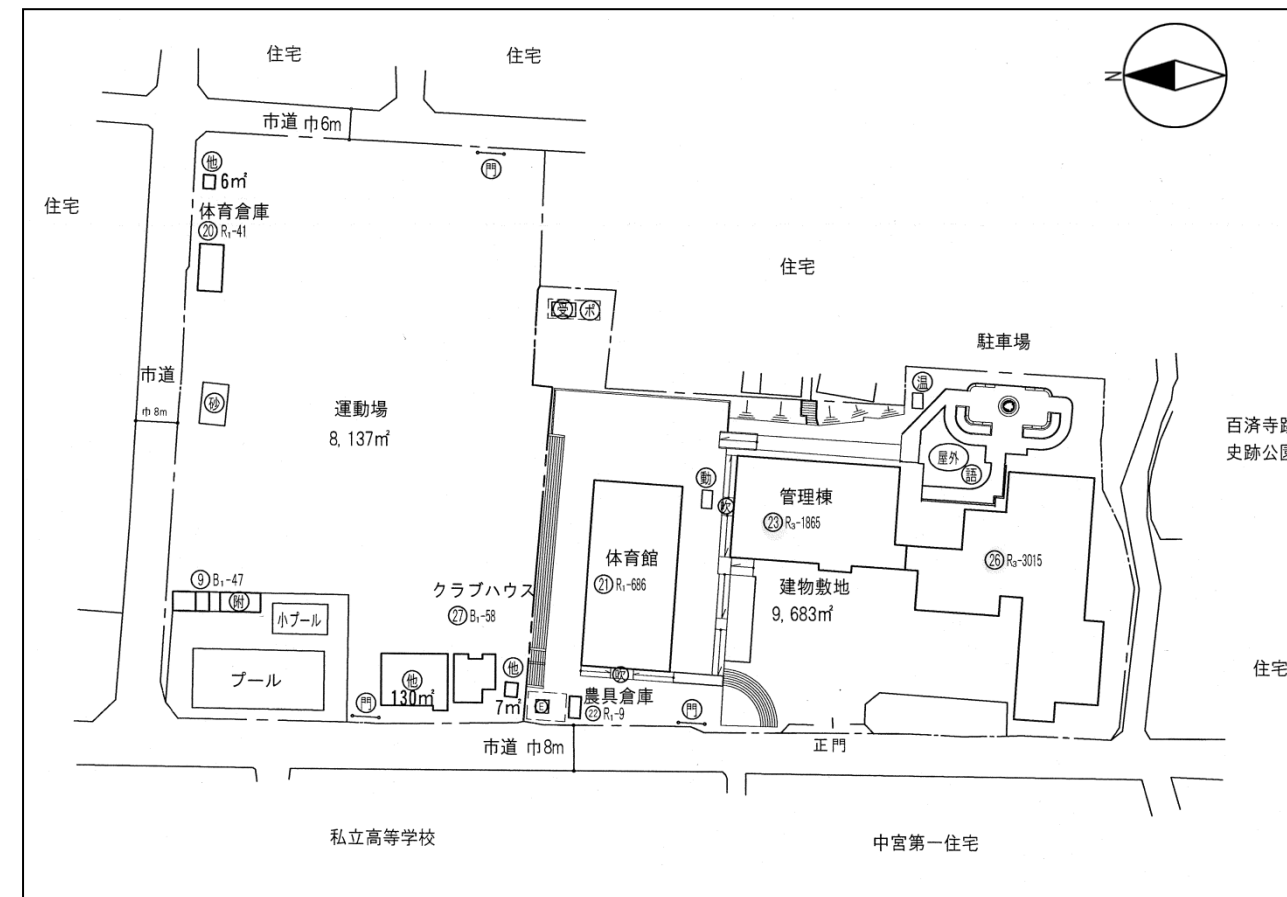 住宅
住宅
N
市道 巾6m
門
他
6㎡
住宅
体育倉庫
⑳ R₁-41
住宅
受 ポ
駐車場
温
市道
巾8m
砂
運動場
8,137㎡
百済寺跡
史跡公園
屋外
語
動
管理棟
㉓ R₃-1865
吹
体育館
㉑ R₁-686
㉖ R₃-3015
⑨ B₁-47
附
クラブハウス
㉗ B₁-58
建物敷地
9,683㎡
小プール
プール
他
130㎡
他
7㎡
吹
農具倉庫
㉒ R₁-9
E
門
門
住宅
正門
市道 巾8m
私立高等学校
中宮第一住宅